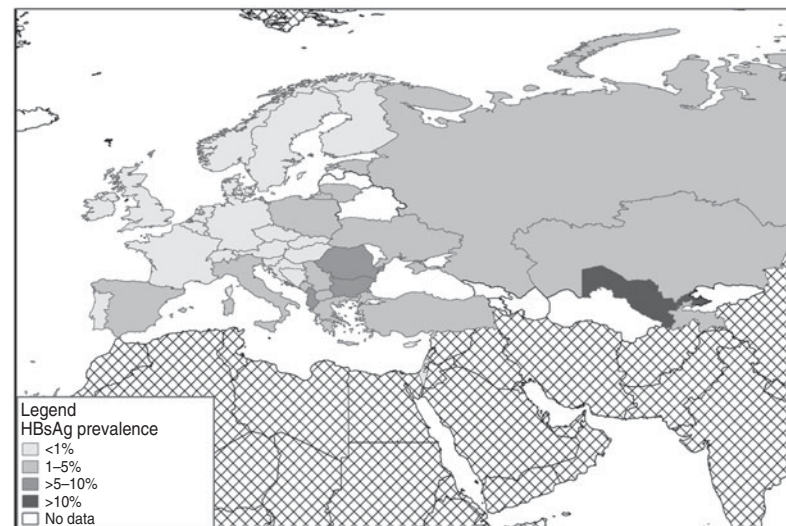 Legend
HBsAg prevalence
<1%
1–5%
>5–10%
>10%
No data